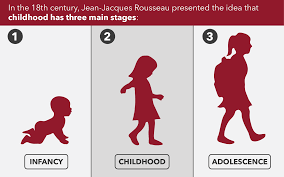 In the 18th century, Jean-Jacques Rousseau presented the idea that
childhood has three main stages:
1
2
3
INFANCY
CHILDHOOD
ADOLESCENCE